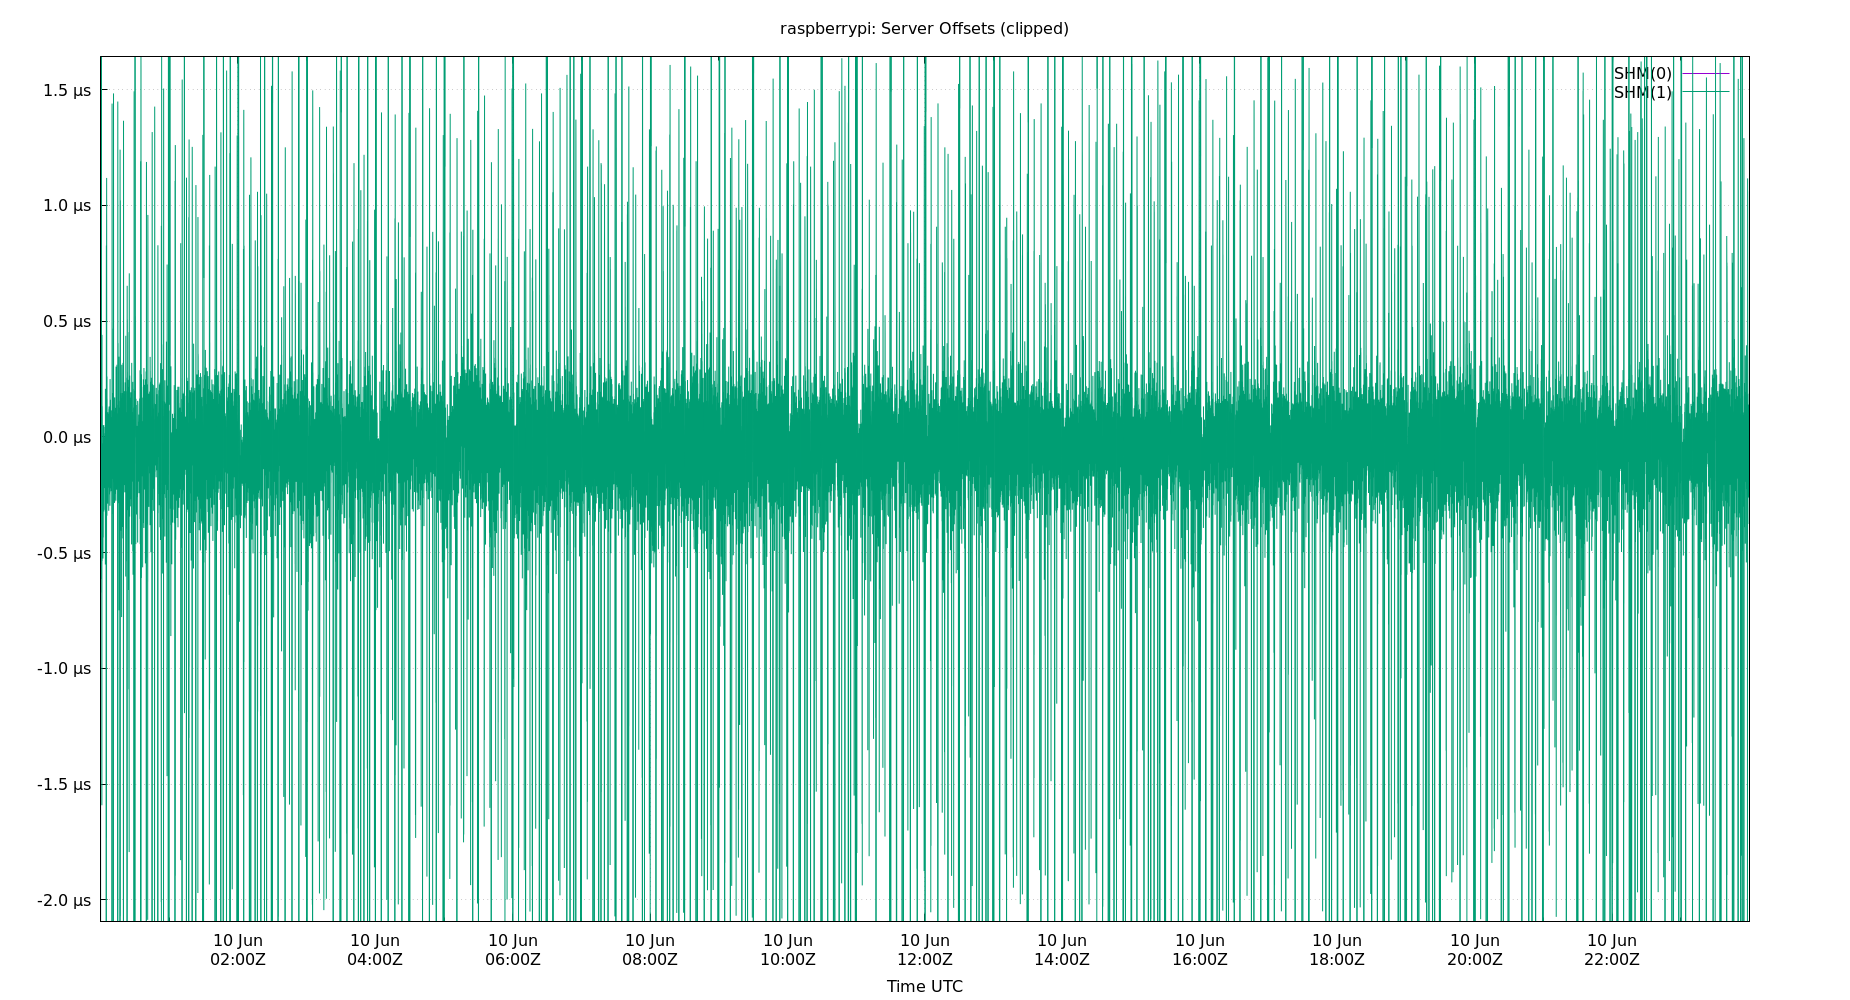 raspberrypi: Server Offsets (clipped)
SHM(0)
SHM(1)
1.5 µs
1.0 µs
0.5 µs
0.0 µs
-0.5 µs
-1.0 µs
-1.5 µs
-2.0 µs
10 Jun 10 Jun 10 Jun 10 Jun 10 Jun 10 Jun 10 Jun 10 Jun 10 Jun 10 Jun 10 Jun
02:00Z 04:00Z 06:00Z 08:00Z 10:00Z 12:00Z 14:00Z 16:00Z 18:00Z 20:00Z 22:00Z
Time UTC